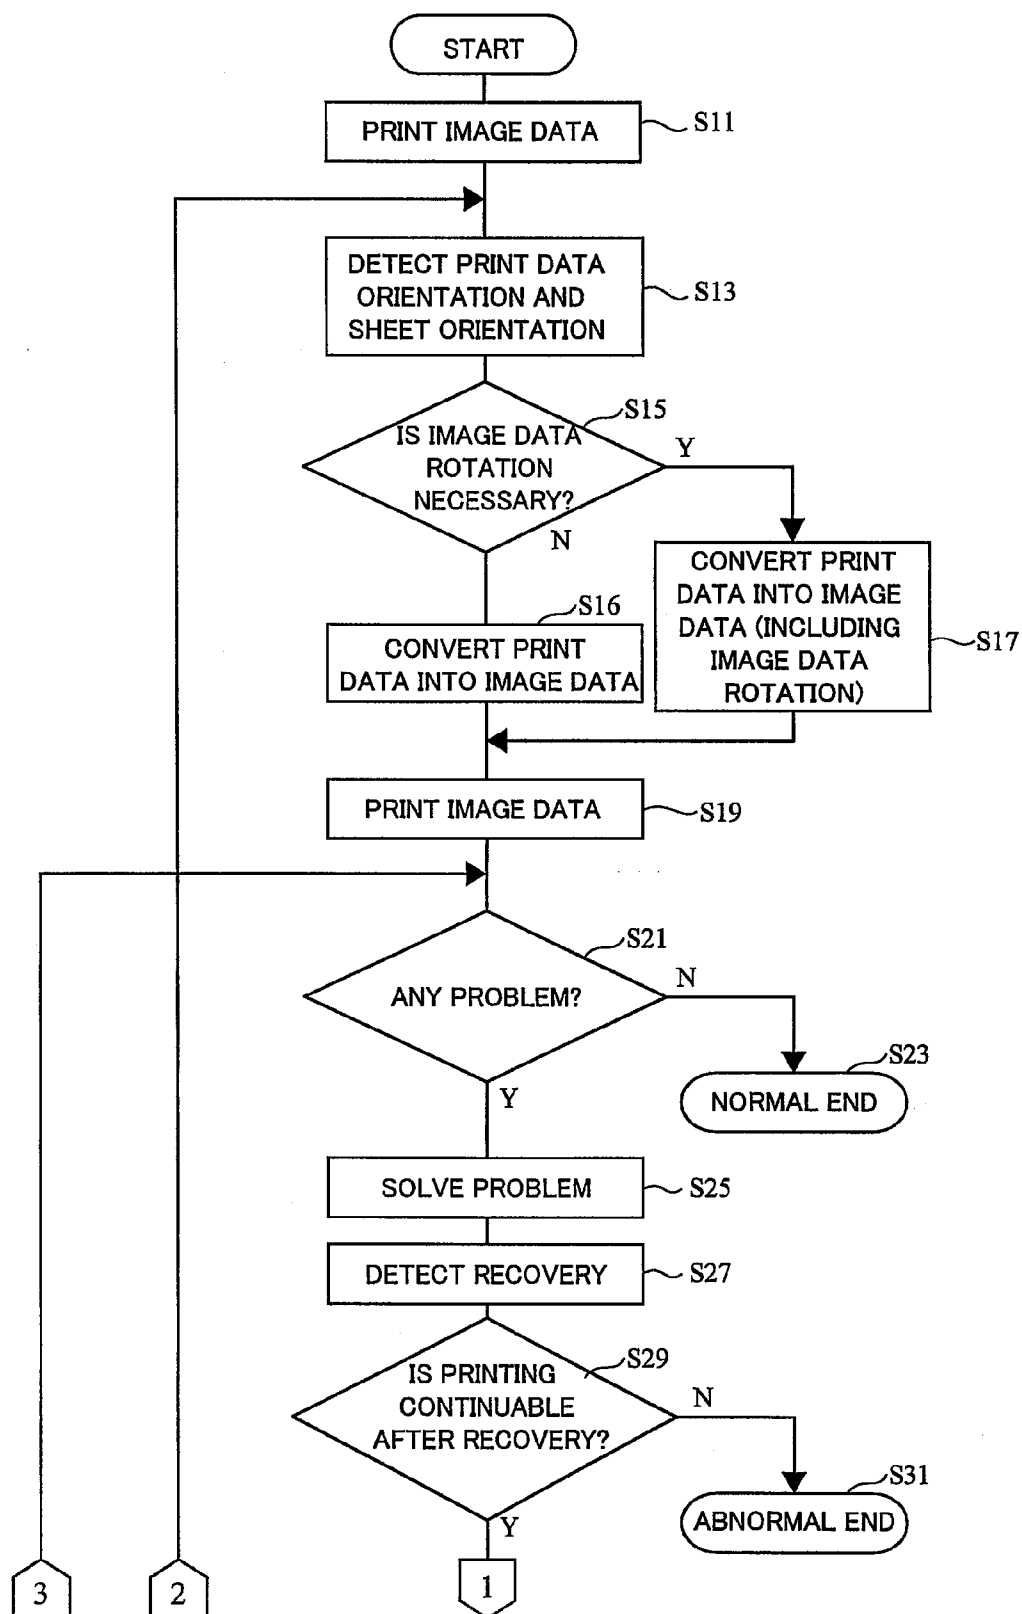 START
PRINT IMAGE DATA
S11
DETECT PRINT DATA
ORIENTATION AND
SHEET ORIENTATION
S13
IS IMAGE DATA
ROTATION
NECESSARY?
S15
Y
N
CONVERT PRINT
DATA INTO IMAGE DATA
S16
CONVERT PRINT
DATA INTO IMAGE
DATA (INCLUDING
IMAGE DATA
ROTATION)
S17
PRINT IMAGE DATA
S19
ANY PROBLEM?
S21
N
Y
NORMAL END
S23
SOLVE PROBLEM
S25
DETECT RECOVERY
S27
IS PRINTING
CONTINUABLE
AFTER RECOVERY?
S29
N
Y
ABNORMAL END
S31
3
2
1